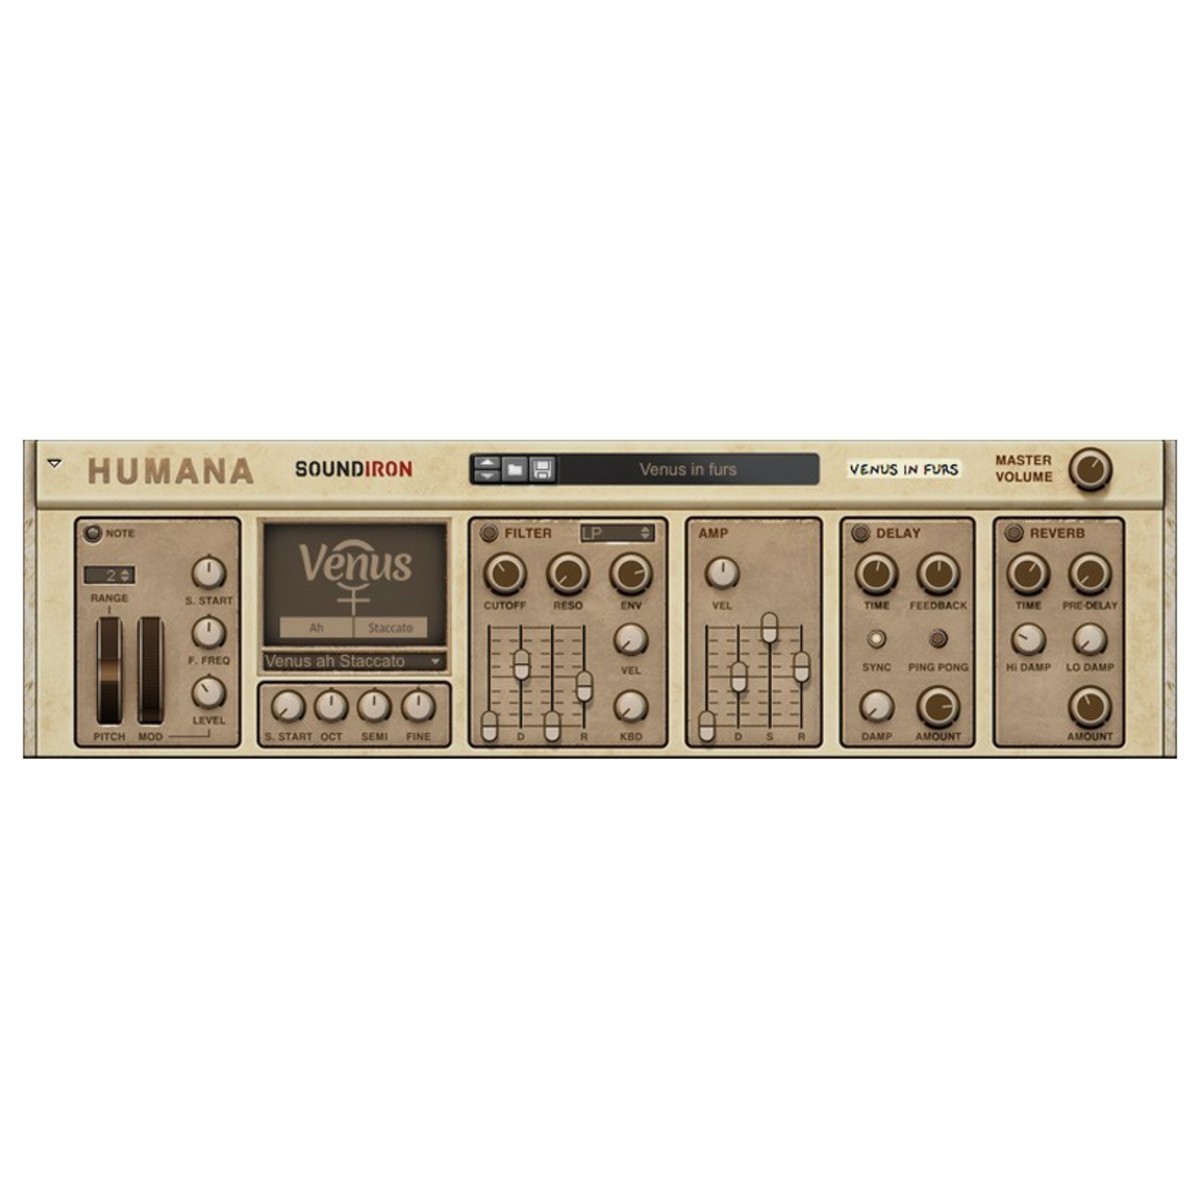 HUMANA
SOUNDIRON
Venus in furs
VENUS IN FURS
MASTER
VOLUME
NOTE
2
RANGE
S. START
F. FREQ
LEVEL
PITCH MOD
Venus
Ah Staccato
Venus ah Staccato
S. START OCT SEMI FINE
FILTER LP
CUTOFF RESO ENV
VEL
D R KBD
AMP
VEL
D S R
DELAY
TIME FEEDBACK
SYNC PING PONG
DAMP AMOUNT
REVERB
TIME PRE-DELAY
Hi DAMP LO DAMP
AMOUNT